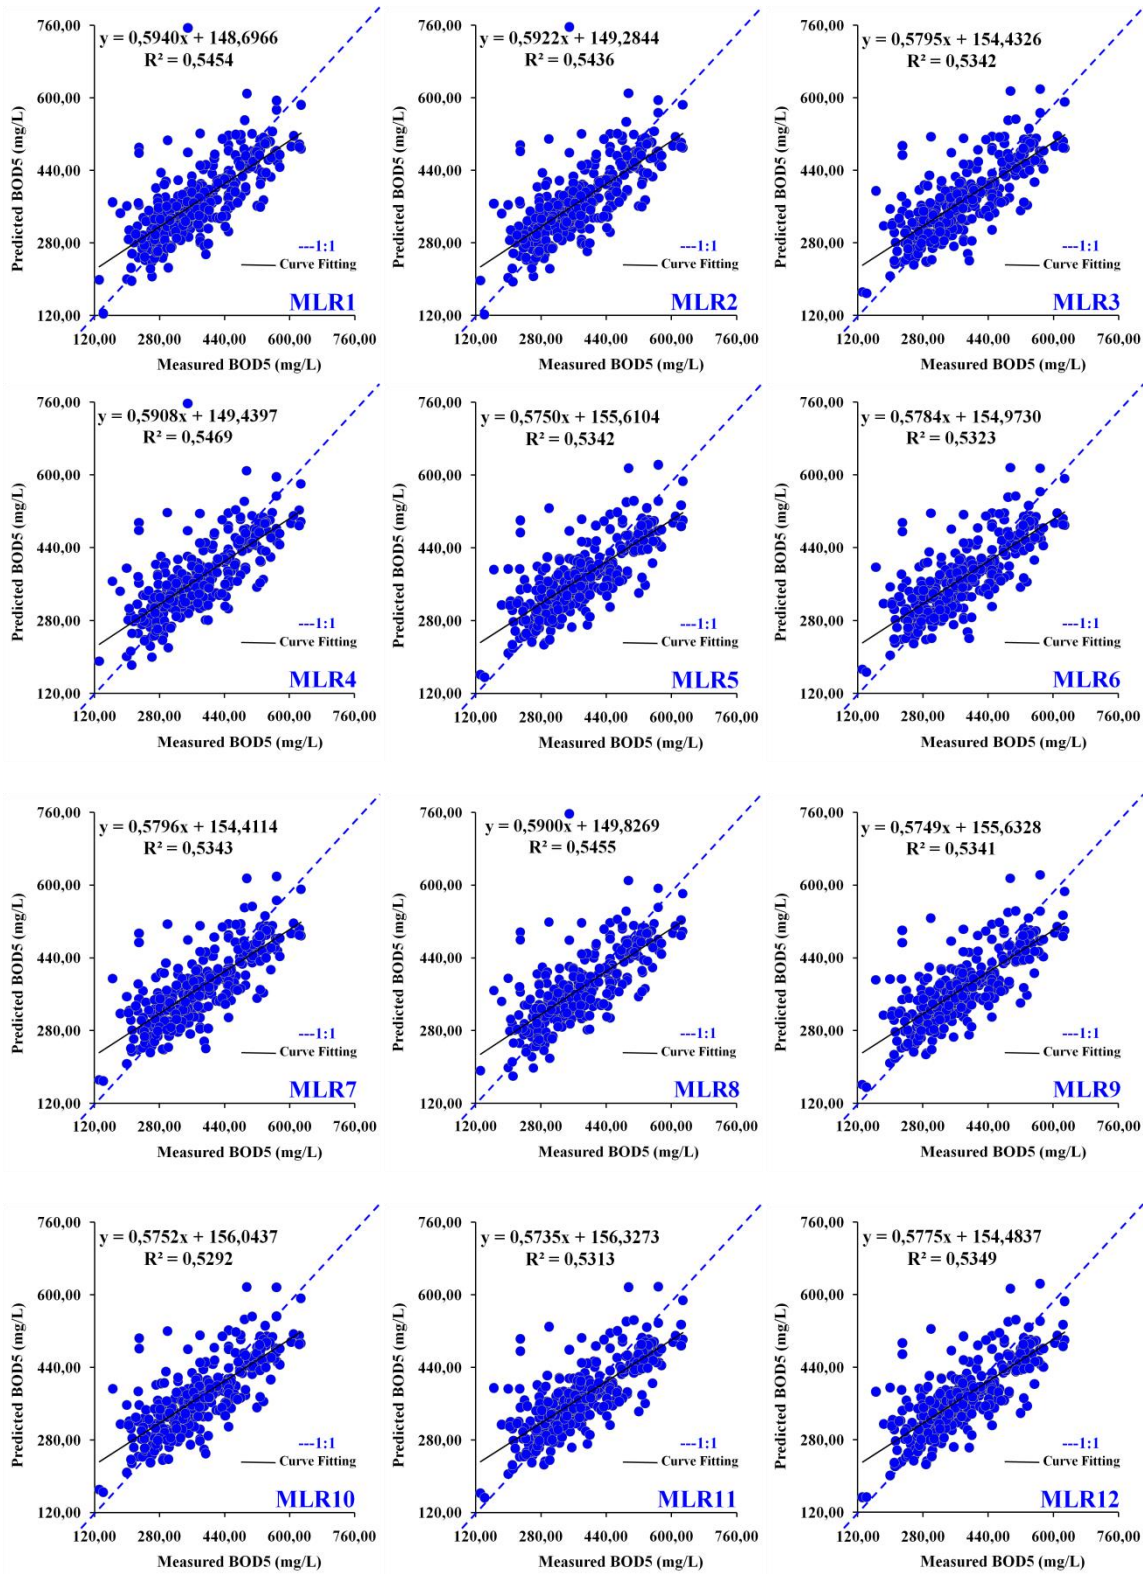 760,00
600,00
440,00
280,00
120,00
Predicted BOD5 (mg/L)
y = 0,5940x + 148,6966
R² = 0,5454
---1:1
Curve Fitting
MLR1
120,00 280,00 440,00 600,00 760,00
Measured BOD5 (mg/L)
760,00
600,00
440,00
280,00
120,00
Predicted BOD5 (mg/L)
y = 0,5922x + 149,2844
R² = 0,5436
---1:1
Curve Fitting
MLR2
120,00 280,00 440,00 600,00 760,00
Measured BOD5 (mg/L)
760,00
600,00
440,00
280,00
120,00
Predicted BOD5 (mg/L)
y = 0,5795x + 154,4326
R² = 0,5342
---1:1
Curve Fitting
MLR3
120,00 280,00 440,00 600,00 760,00
Measured BOD5 (mg/L)
760,00
600,00
440,00
280,00
120,00
Predicted BOD5 (mg/L)
y = 0,5908x + 149,4397
R² = 0,5469
---1:1
Curve Fitting
MLR4
120,00 280,00 440,00 600,00 760,00
Measured BOD5 (mg/L)
760,00
600,00
440,00
280,00
120,00
Predicted BOD5 (mg/L)
y = 0,5750x + 155,6104
R² = 0,5342
---1:1
Curve Fitting
MLR5
120,00 280,00 440,00 600,00 760,00
Measured BOD5 (mg/L)
760,00
600,00
440,00
280,00
120,00
Predicted BOD5 (mg/L)
y = 0,5784x + 154,9730
R² = 0,5323
---1:1
Curve Fitting
MLR6
120,00 280,00 440,00 600,00 760,00
Measured BOD5 (mg/L)
760,00
600,00
440,00
280,00
120,00
Predicted BOD5 (mg/L)
y = 0,5796x + 154,4114
R² = 0,5343
---1:1
Curve Fitting
MLR7
120,00 280,00 440,00 600,00 760,00
Measured BOD5 (mg/L)
760,00
600,00
440,00
280,00
120,00
Predicted BOD5 (mg/L)
y = 0,5900x + 149,8269
R² = 0,5455
---1:1
Curve Fitting
MLR8
120,00 280,00 440,00 600,00 760,00
Measured BOD5 (mg/L)
760,00
600,00
440,00
280,00
120,00
Predicted BOD5 (mg/L)
y = 0,5749x + 155,6328
R² = 0,5341
---1:1
Curve Fitting
MLR9
120,00 280,00 440,00 600,00 760,00
Measured BOD5 (mg/L)
760,00
600,00
440,00
280,00
120,00
Predicted BOD5 (mg/L)
y = 0,5752x + 156,0437
R² = 0,5292
---1:1
Curve Fitting
MLR10
120,00 280,00 440,00 600,00 760,00
Measured BOD5 (mg/L)
760,00
600,00
440,00
280,00
120,00
Predicted BOD5 (mg/L)
y = 0,5735x + 156,3273
R² = 0,5313
---1:1
Curve Fitting
MLR11
120,00 280,00 440,00 600,00 760,00
Measured BOD5 (mg/L)
760,00
600,00
440,00
280,00
120,00
Predicted BOD5 (mg/L)
y = 0,5775x + 154,4837
R² = 0,5349
---1:1
Curve Fitting
MLR12
120,00 280,00 440,00 600,00 760,00
Measured BOD5 (mg/L)